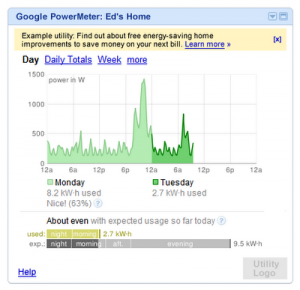 Google PowerMeter: Ed's Home
Example utility: Find out about free energy-saving home
improvements to save money on your next bill. Learn more »
[x]
Day Daily Totals Week more
1500
power in W
1000
500
0
12a 6a 12p 6p 12a 6a 12p 6p 12a
Monday Tuesday
8.2 kW·h used 2.7 kW·h used
Nice! (63%) ?
About even with expected usage so far today ?
used: night morning 2.7 kW·h
exp.: night morning aft. evening 9.5 kW·h
Help
Utility
Logo